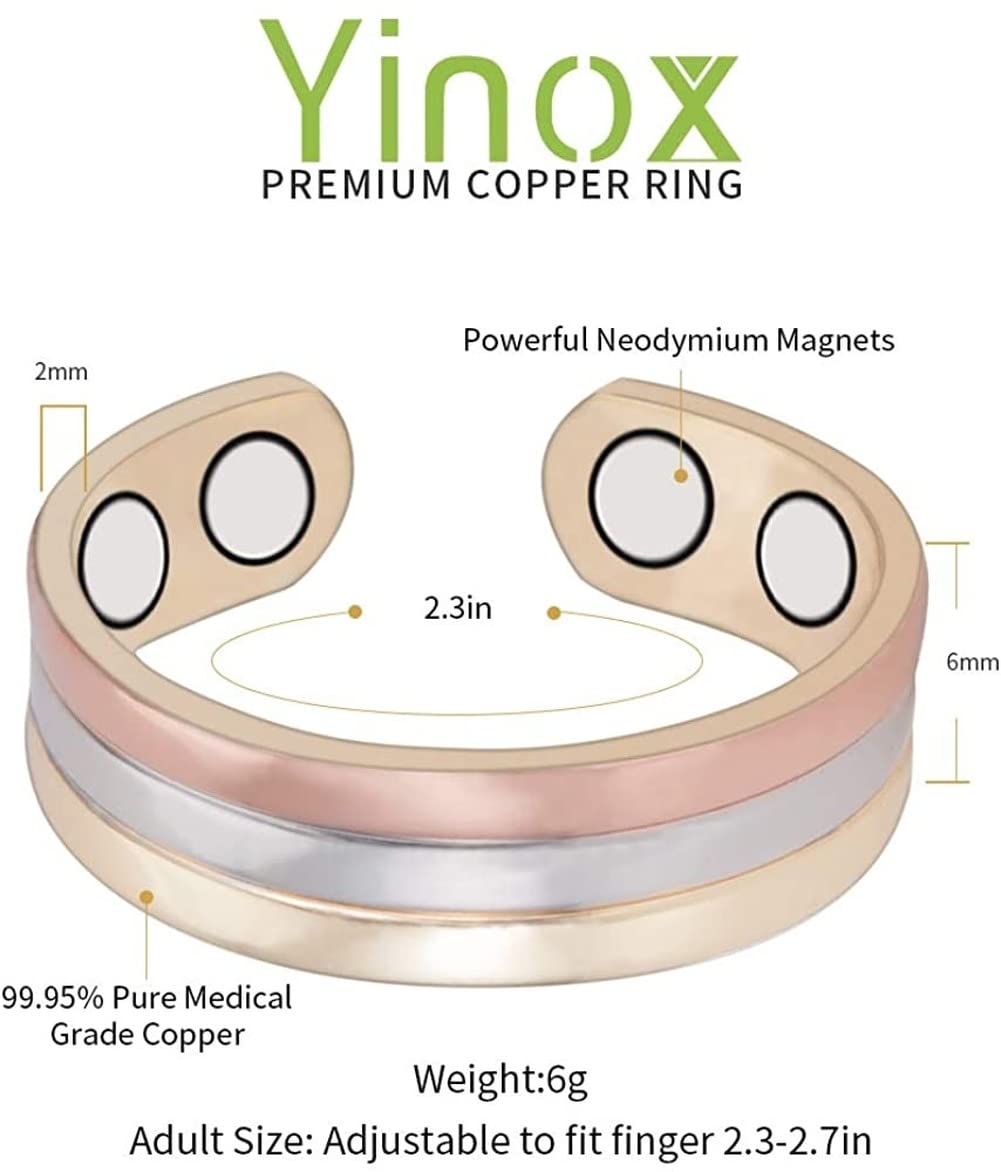 Yinox
PREMIUM COPPER RING
Powerful Neodymium Magnets
2mm
2.3in
6mm
99.95% Pure Medical
Grade Copper
Weight:6g
Adult Size: Adjustable to fit finger 2.3-2.7in